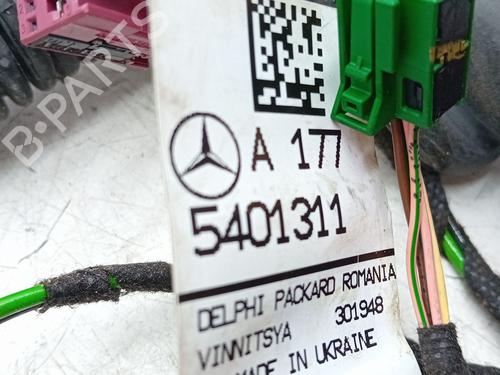 B-PARTS
A 177
5401311
DELPHI PACKARD ROMANIA
VINNITSYA 301948
MADE IN UKRAINE